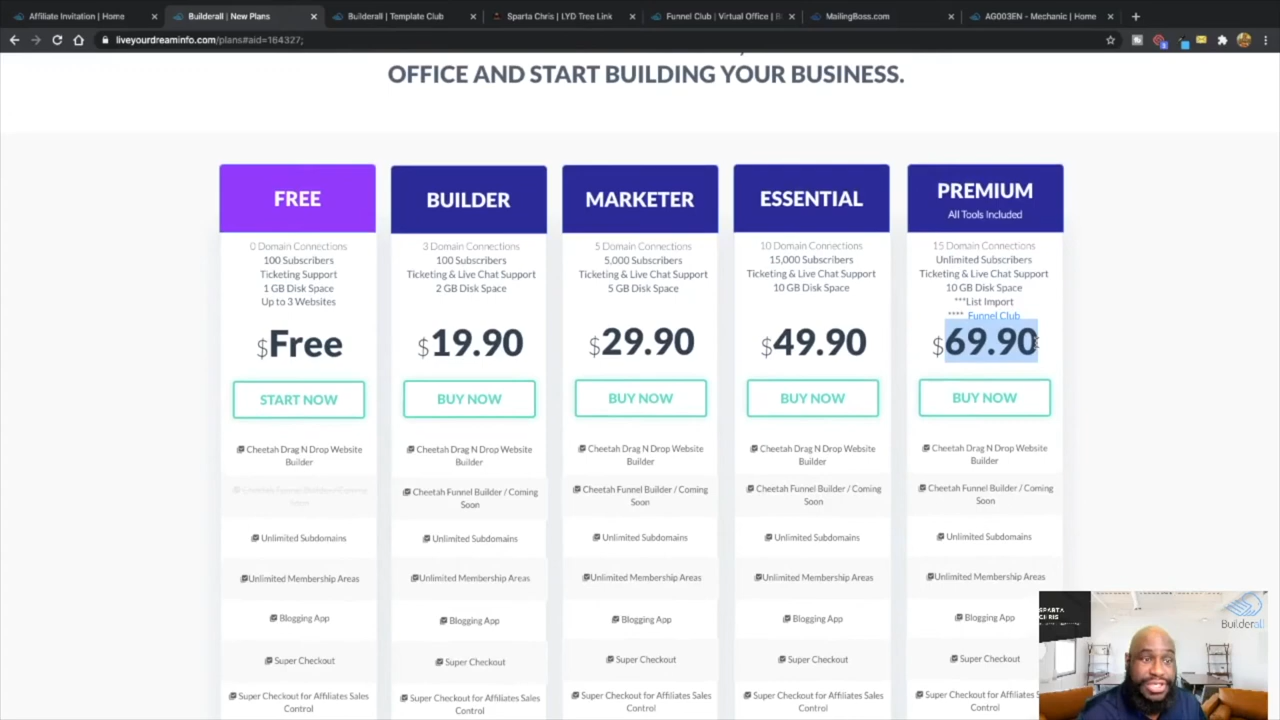 Affiliate Invitation | Home
Builderall | New Plans
Builderall | Template Club
Sparta Chris | LYD Tree Link
Funnel Club | Virtual Office |
MailingBoss.com
AG003EN - Mechanic | Home
liveyourdreaminfo.com/plans#aid=164327;
OFFICE AND START BUILDING YOUR BUSINESS.
FREE
0 Domain Connections
100 Subscribers
Ticketing Support
1 GB Disk Space
Up to 3 Websites
$Free
START NOW
Cheetah Drag N Drop Website
Builder
Unlimited Subdomains
Unlimited Membership Areas
Blogging App
Super Checkout
Super Checkout for Affiliates Sales
Control
BUILDER
3 Domain Connections
100 Subscribers
Ticketing & Live Chat Support
2 GB Disk Space
$19.90
BUY NOW
Cheetah Drag N Drop Website
Builder
Cheetah Funnel Builder / Coming
Soon
Unlimited Subdomains
Unlimited Membership Areas
Blogging App
Super Checkout
Super Checkout for Affiliates Sales
Control
MARKETER
5 Domain Connections
5,000 Subscribers
Ticketing & Live Chat Support
5 GB Disk Space
$29.90
BUY NOW
Cheetah Drag N Drop Website
Builder
Cheetah Funnel Builder / Coming
Soon
Unlimited Subdomains
Unlimited Membership Areas
Blogging App
Super Checkout
Super Checkout for Affiliates Sales
Control
ESSENTIAL
10 Domain Connections
15,000 Subscribers
Ticketing & Live Chat Support
10 GB Disk Space
$49.90
BUY NOW
Cheetah Drag N Drop Website
Builder
Cheetah Funnel Builder / Coming
Soon
Unlimited Subdomains
Unlimited Membership Areas
Blogging App
Super Checkout
Super Checkout for Affiliates Sales
Control
PREMIUM
All Tools Included
15 Domain Connections
Unlimited Subscribers
Ticketing & Live Chat Support
10 GB Disk Space
***List Import
**** Funnel Club
$69.90
BUY NOW
Cheetah Drag N Drop Website
Builder
Cheetah Funnel Builder / Coming
Soon
Unlimited Subdomains
Unlimited Membership Areas
Blogging App
Super Checkout
Super Checkout for Affiliates S
Control
SPARTA
CHRIS
Builderall